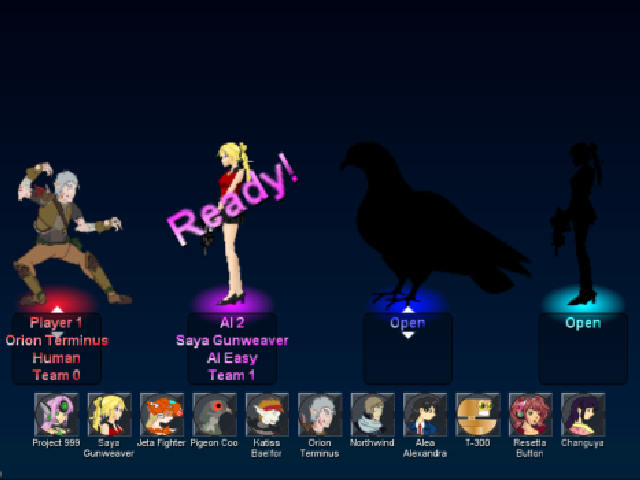 Ready!
Player 1
Orion Terminus
Human
Team 0
AI 2
Saya Gunweaver
AI Easy
Team 1
Open
Open
Project 999
Saya
Gunweaver
Jeta Fighter
Pigeon Coo
Katiss
Baelfor
Orion
Terminus
Northwind
Alea
Alexandra
T-300
Resetta
Button
Changuya